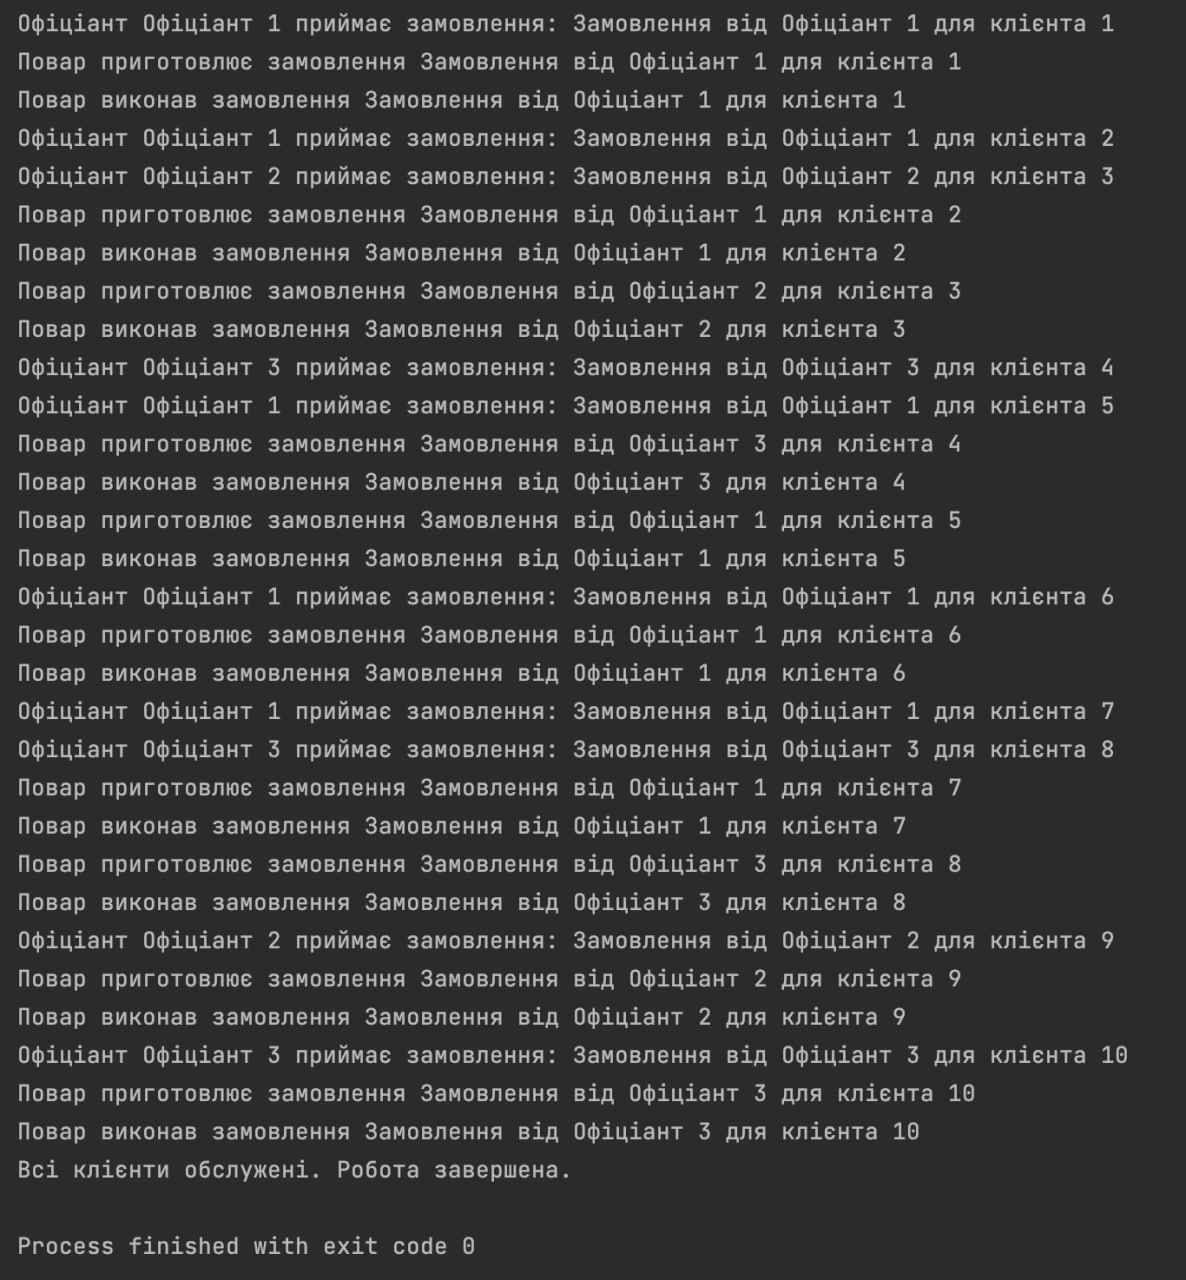 Офіціант Офіціант 1 приймає замовлення: Замовлення від Офіціант 1 для клієнта 1
Повар приготовлює замовлення Замовлення від Офіціант 1 для клієнта 1
Повар виконав замовлення Замовлення від Офіціант 1 для клієнта 1
Офіціант Офіціант 1 приймає замовлення: Замовлення від Офіціант 1 для клієнта 2
Офіціант Офіціант 2 приймає замовлення: Замовлення від Офіціант 2 для клієнта 3
Повар приготовлює замовлення Замовлення від Офіціант 1 для клієнта 2
Повар виконав замовлення Замовлення від Офіціант 1 для клієнта 2
Повар приготовлює замовлення Замовлення від Офіціант 2 для клієнта 3
Повар виконав замовлення Замовлення від Офіціант 2 для клієнта 3
Офіціант Офіціант 3 приймає замовлення: Замовлення від Офіціант 3 для клієнта 4
Офіціант Офіціант 1 приймає замовлення: Замовлення від Офіціант 1 для клієнта 5
Повар приготовлює замовлення Замовлення від Офіціант 3 для клієнта 4
Повар виконав замовлення Замовлення від Офіціант 3 для клієнта 4
Повар приготовлює замовлення Замовлення від Офіціант 1 для клієнта 5
Повар виконав замовлення Замовлення від Офіціант 1 для клієнта 5
Офіціант Офіціант 1 приймає замовлення: Замовлення від Офіціант 1 для клієнта 6
Повар приготовлює замовлення Замовлення від Офіціант 1 для клієнта 6
Повар виконав замовлення Замовлення від Офіціант 1 для клієнта 6
Офіціант Офіціант 1 приймає замовлення: Замовлення від Офіціант 1 для клієнта 7
Офіціант Офіціант 3 приймає замовлення: Замовлення від Офіціант 3 для клієнта 8
Повар приготовлює замовлення Замовлення від Офіціант 1 для клієнта 7
Повар виконав замовлення Замовлення від Офіціант 1 для клієнта 7
Повар приготовлює замовлення Замовлення від Офіціант 3 для клієнта 8
Повар виконав замовлення Замовлення від Офіціант 3 для клієнта 8
Офіціант Офіціант 2 приймає замовлення: Замовлення від Офіціант 2 для клієнта 9
Повар приготовлює замовлення Замовлення від Офіціант 2 для клієнта 9
Повар виконав замовлення Замовлення від Офіціант 2 для клієнта 9
Офіціант Офіціант 3 приймає замовлення: Замовлення від Офіціант 3 для клієнта 10
Повар приготовлює замовлення Замовлення від Офіціант 3 для клієнта 10
Повар виконав замовлення Замовлення від Офіціант 3 для клієнта 10
Всі клієнти обслужені. Робота завершена.
Process finished with exit code 0